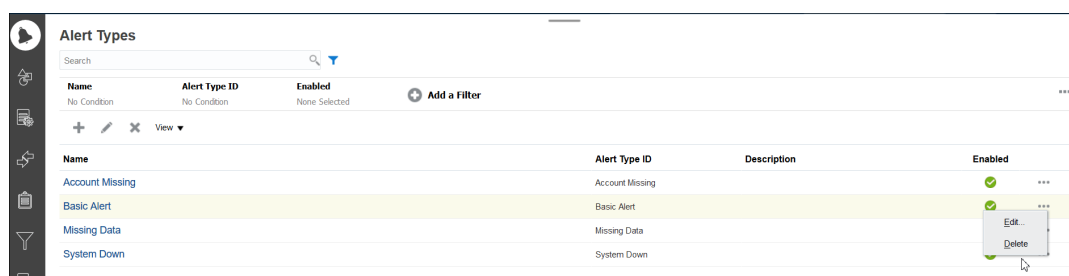 Alert Types
Search
Name Alert Type ID Enabled
No Condition No Condition None Selected
Add a Filter
View
Name Alert Type ID Description Enabled
Account Missing Account Missing
Basic Alert Basic Alert
Edit...
Missing Data Missing Data
Delete
System Down System Down